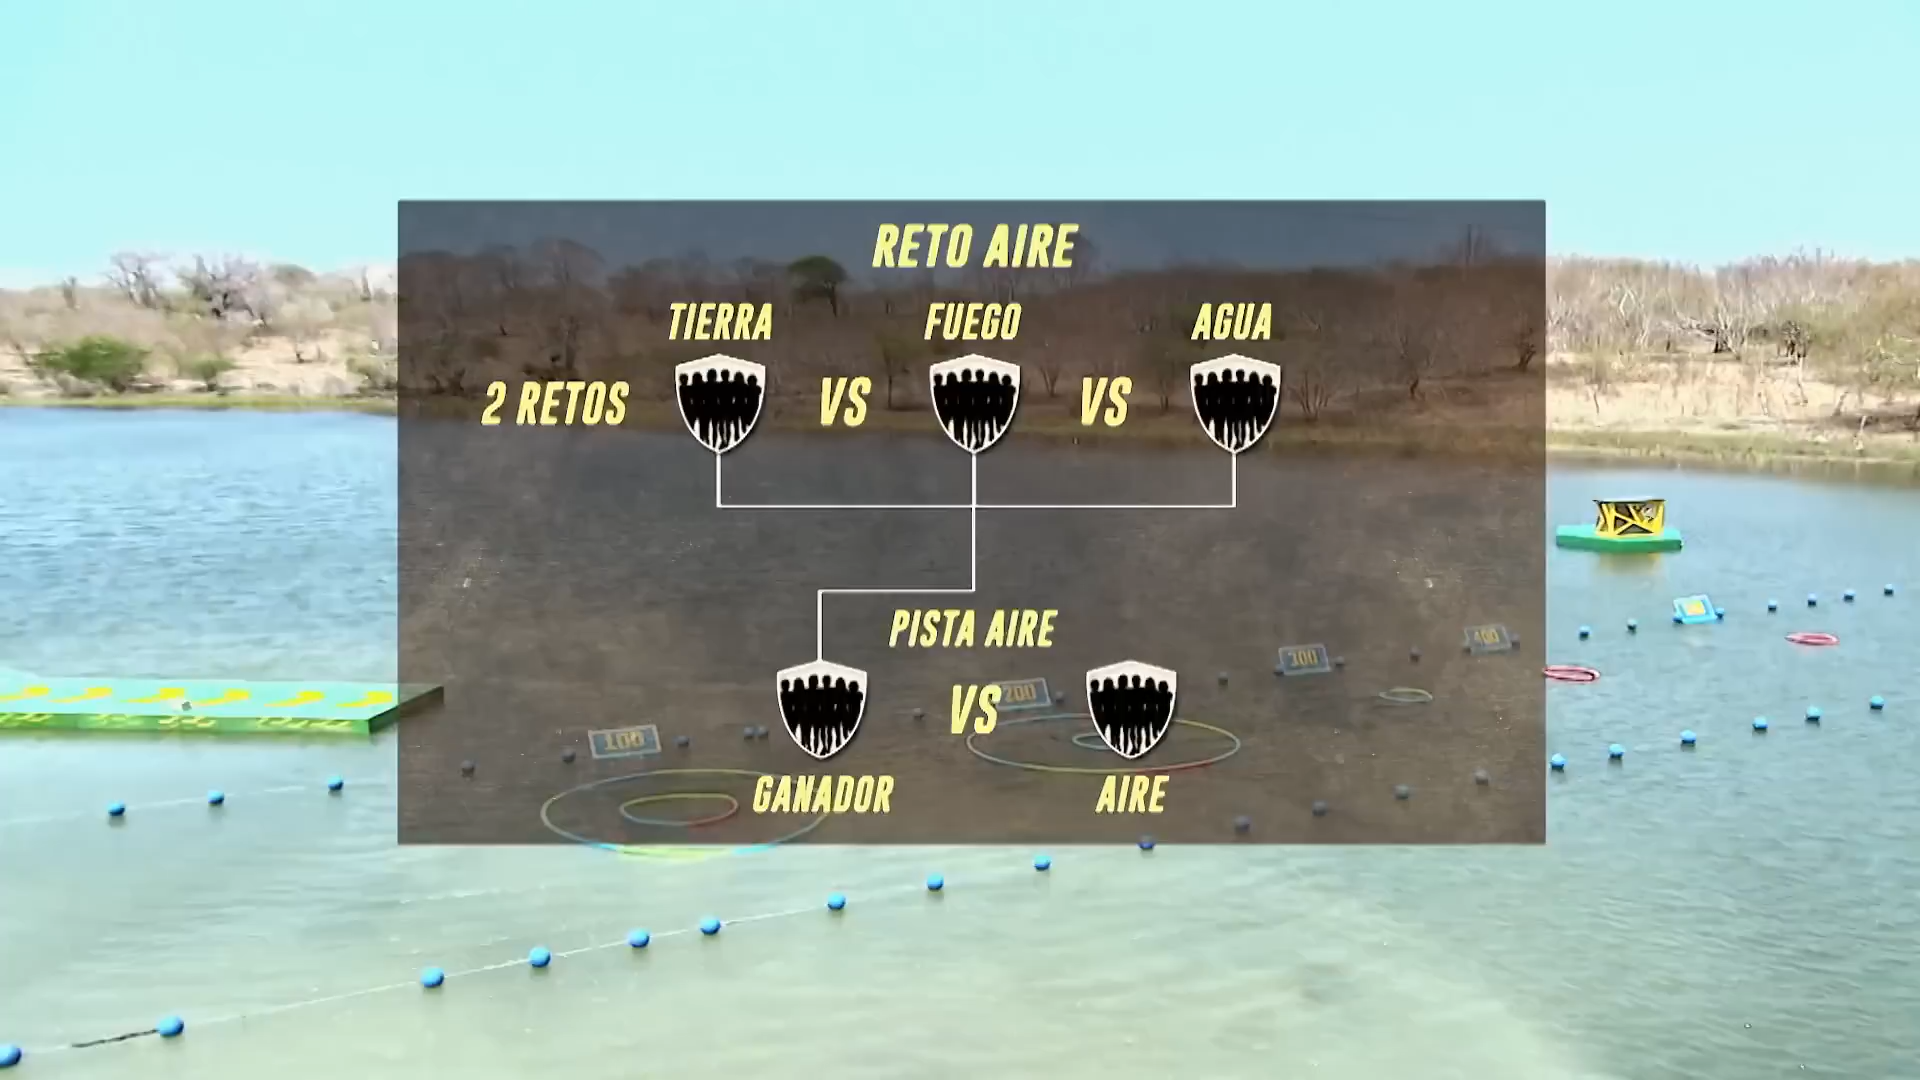 RETO AIRE
TIERRA FUEGO AGUA
2 RETOS VS VS
PISTA AIRE
VS
GANADOR AIRE
100 200 300 400